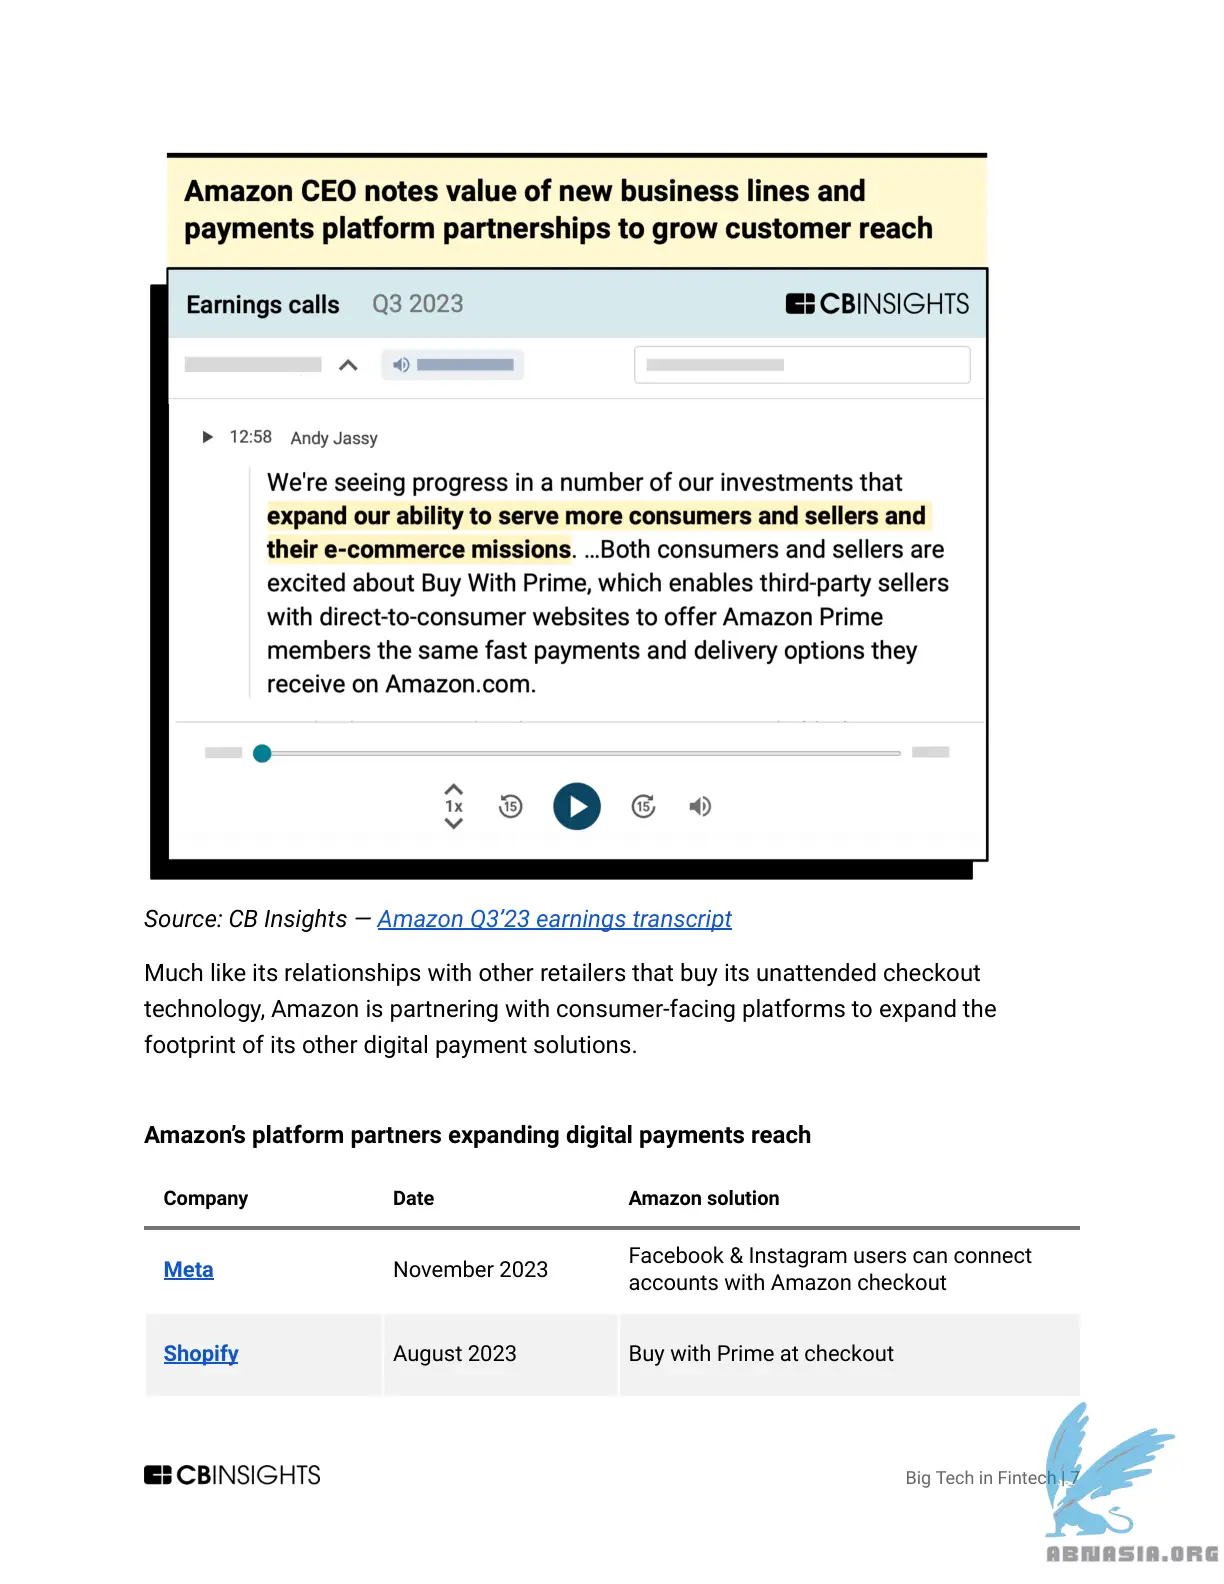 Amazon CEO notes value of new business lines and
payments platform partnerships to grow customer reach
Earnings calls Q3 2023 CBINSIGHTS
12:58 Andy Jassy
We're seeing progress in a number of our investments that
expand our ability to serve more consumers and sellers and
their e-commerce missions. ...Both consumers and sellers are
excited about Buy With Prime, which enables third-party sellers
with direct-to-consumer websites to offer Amazon Prime
members the same fast payments and delivery options they
receive on Amazon.com.
1x 15 15
Source: CB Insights — Amazon Q3’23 earnings transcript
Much like its relationships with other retailers that buy its unattended checkout
technology, Amazon is partnering with consumer-facing platforms to expand the
footprint of its other digital payment solutions.
Amazon’s platform partners expanding digital payments reach
Company Date Amazon solution
Meta November 2023 Facebook & Instagram users can connect
accounts with Amazon checkout
Shopify August 2023 Buy with Prime at checkout
CBINSIGHTS Big Tech in Fintech | 7
ABNASIA.ORG